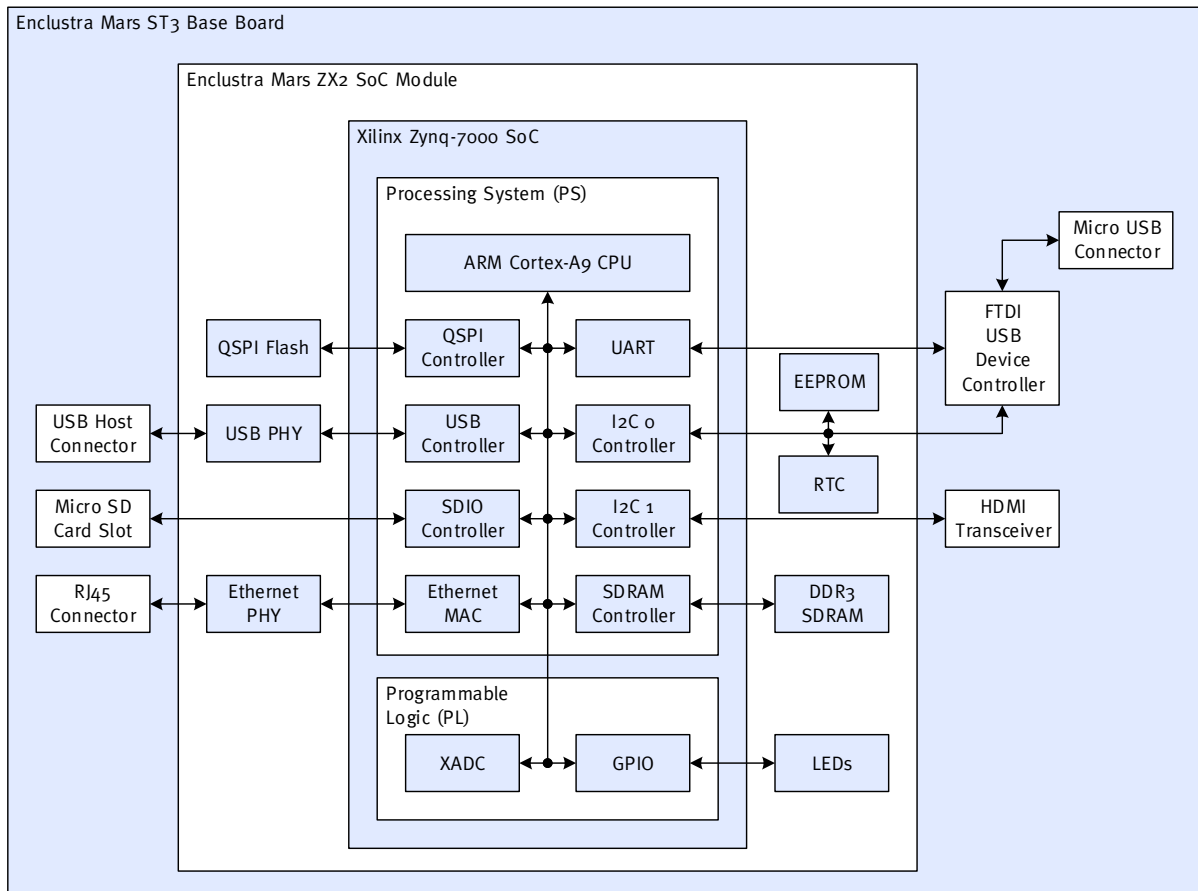 Enclustra Mars ST3 Base Board
Enclustra Mars ZX2 SoC Module
Xilinx Zynq-7000 SoC
Processing System (PS)
ARM Cortex-A9 CPU
Micro USB
Connector
QSPI Flash
QSPI
Controller
UART
FTDI
USB
Device
Controller
EEPROM
USB Host
Connector
USB PHY
USB
Controller
I2C 0
Controller
RTC
Micro SD
Card Slot
SDIO
Controller
I2C 1
Controller
HDMI
Transceiver
RJ45
Connector
Ethernet
PHY
Ethernet
MAC
SDRAM
Controller
DDR3
SDRAM
Programmable
Logic (PL)
XADC
GPIO
LEDs